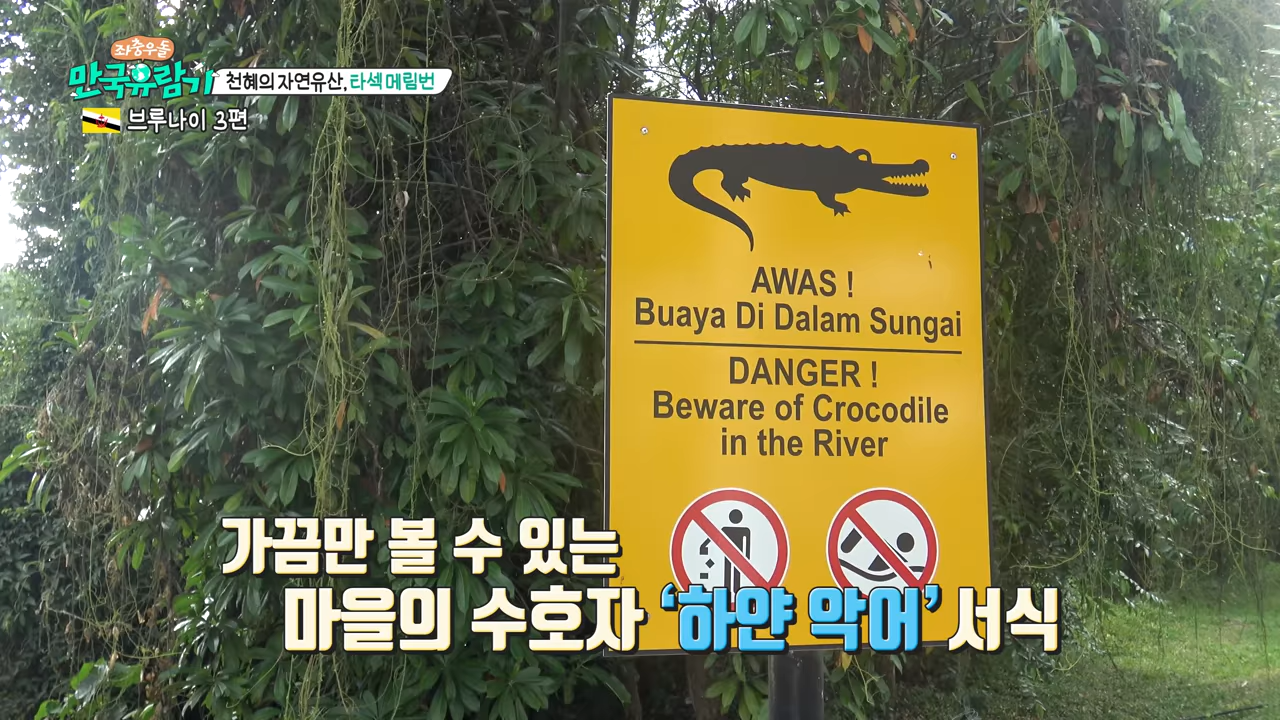 좌충우돌
만국유람기
천혜의 자연유산, 타섹 메림번
브루나이 3편
AWAS !
Buaya Di Dalam Sungai
DANGER !
Beware of Crocodile
in the River
가끔만 볼 수 있는
마을의 수호자 ‘하얀 악어’ 서식